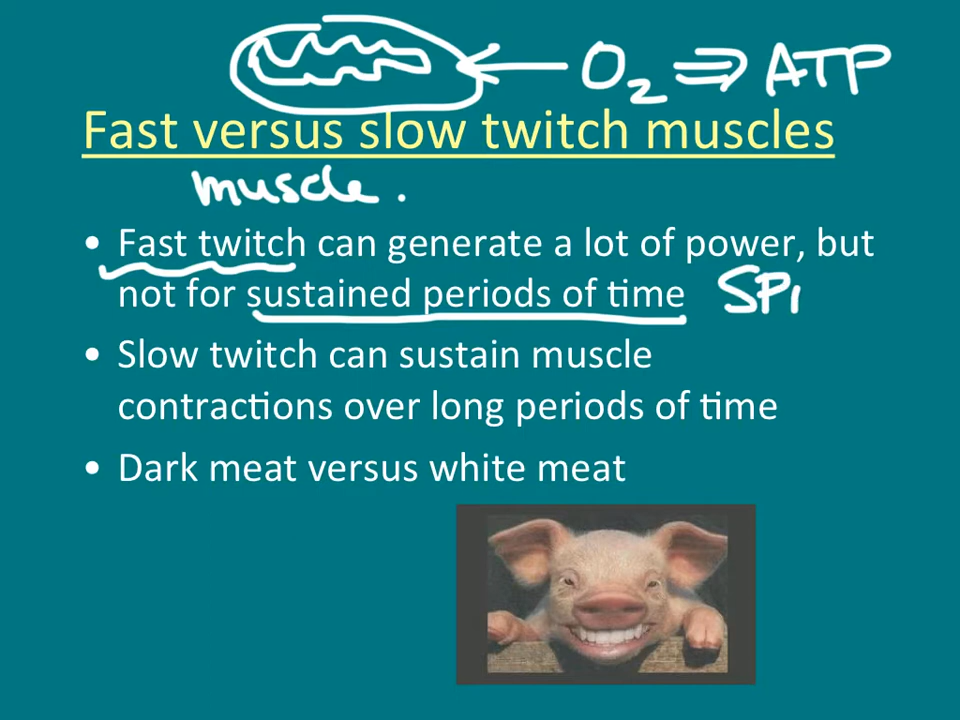 O₂ ⇒ ATP
Fast versus slow twitch muscles
muscle.
• Fast twitch can generate a lot of power, but
not for sustained periods of time SPI
• Slow twitch can sustain muscle
contractions over long periods of time
• Dark meat versus white meat